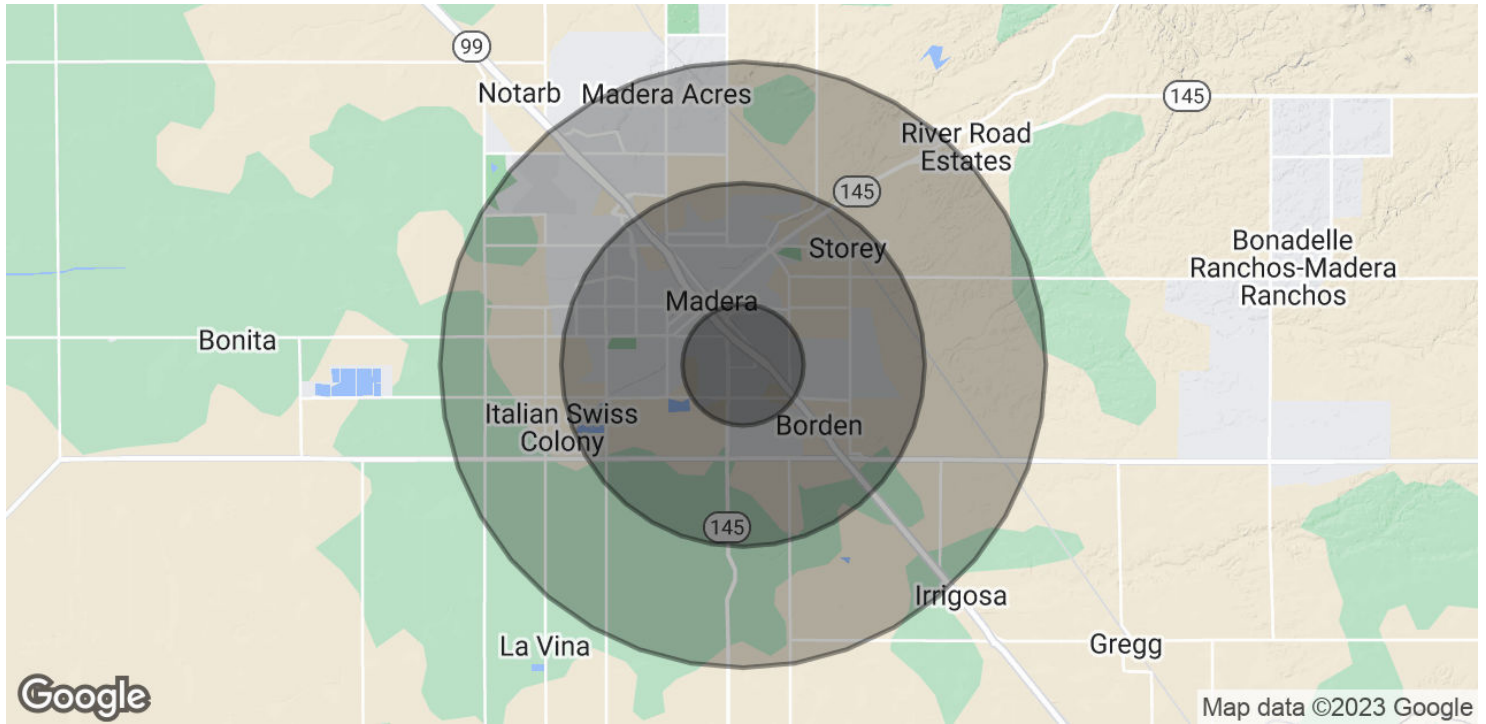 99
Notarb
Madera Acres
145
River Road
Estates
145
Storey
Bonadelle
Ranchos-Madera
Ranchos
Madera
Bonita
Italian Swiss
Colony
Borden
145
Irrigosa
La Vina
Gregg
Google
Map data ©2023 Google